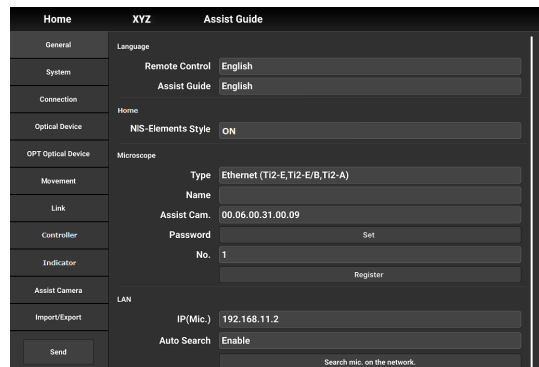 Home XYZ Assist Guide
General
System
Connection
Optical Device
OPT Optical Device
Movement
Link
Controller
Indicator
Assist Camera
Import/Export
Send
Language
Remote Control English
Assist Guide English
Home
NIS-Elements Style ON
Microscope
Type Ethernet (Ti2-E,Ti2-E/B,Ti2-A)
Name
Assist Cam. 00.06.00.31.00.09
Password Set
No. 1
Register
LAN
IP(Mic.) 192.168.11.2
Auto Search Enable
Search mic. on the network.